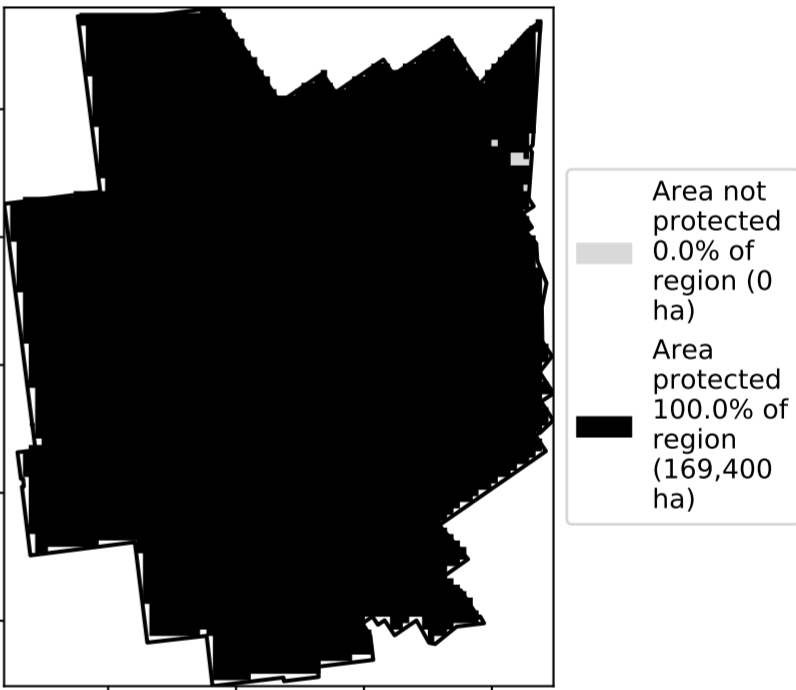 Area not
protected
0.0% of
region (0
ha)
Area
protected
100.0% of
region
(169,400
ha)